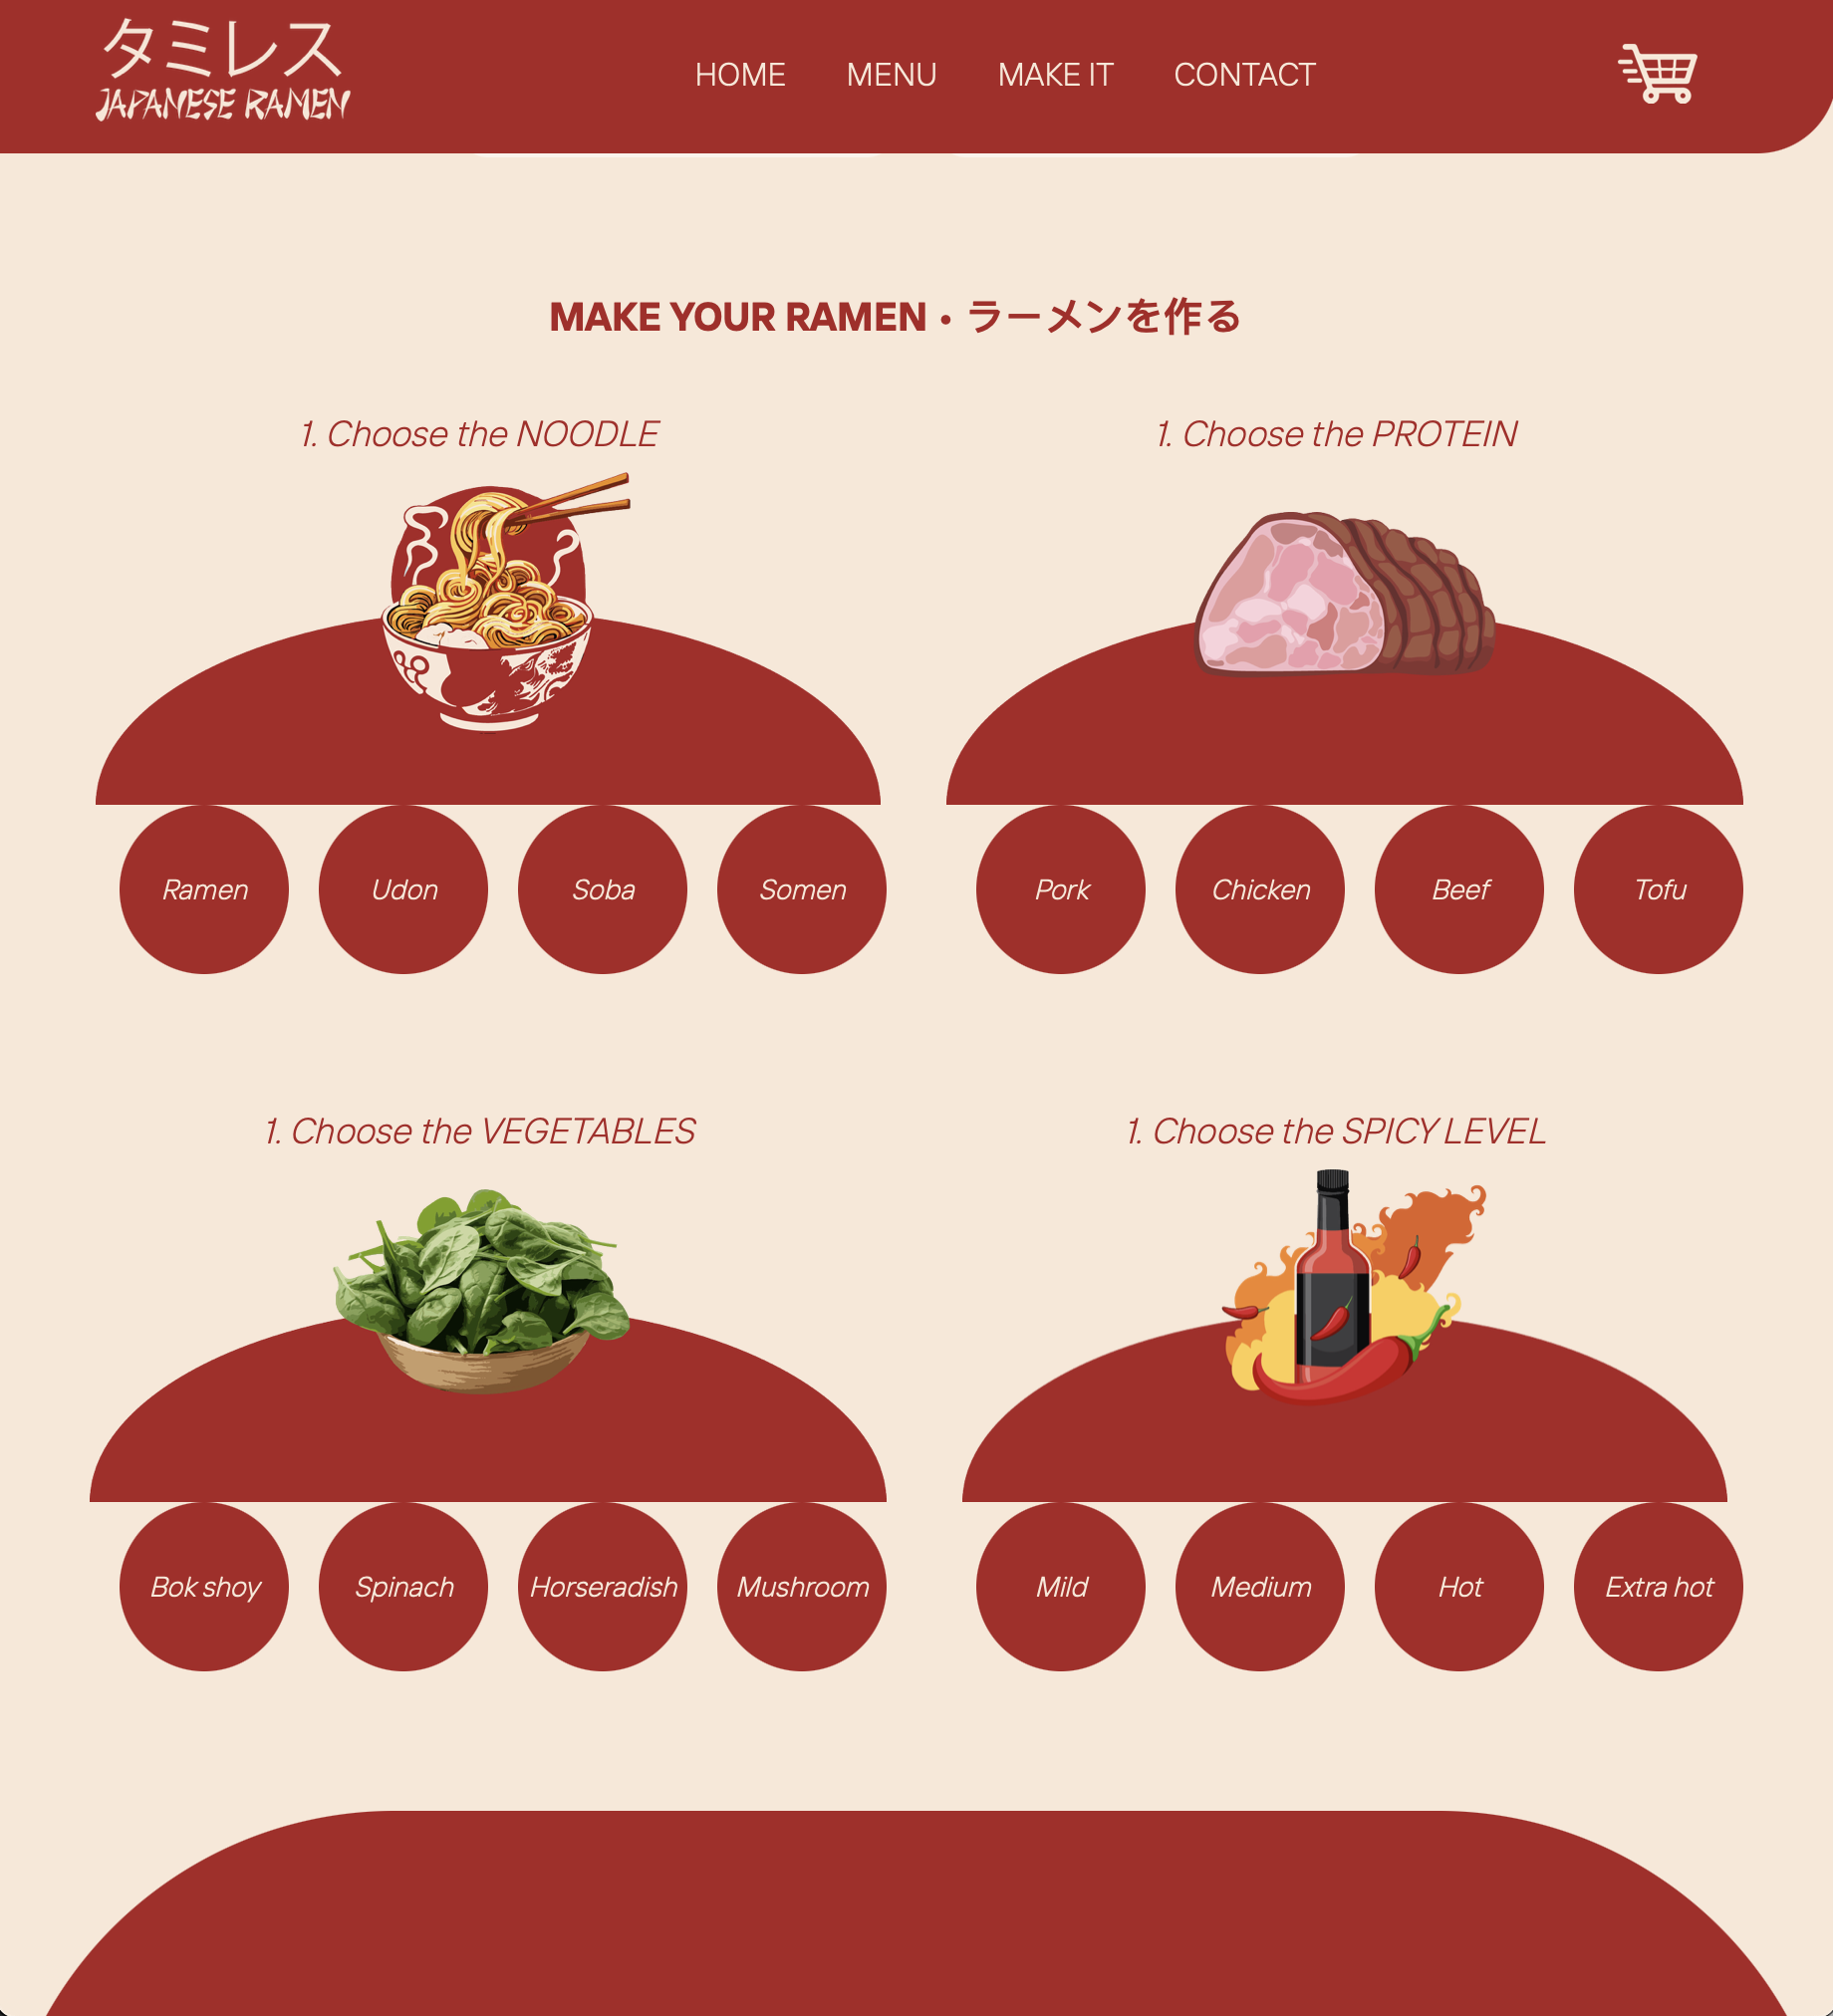 タミレス
JAPANESE RAMEN
HOME MENU MAKE IT CONTACT
MAKE YOUR RAMEN • ラーメンを作る
1. Choose the NOODLE
Ramen Udon Soba Somen
1. Choose the PROTEIN
Pork Chicken Beef Tofu
1. Choose the VEGETABLES
Bok shoy Spinach Horseradish Mushroom
1. Choose the SPICY LEVEL
Mild Medium Hot Extra hot